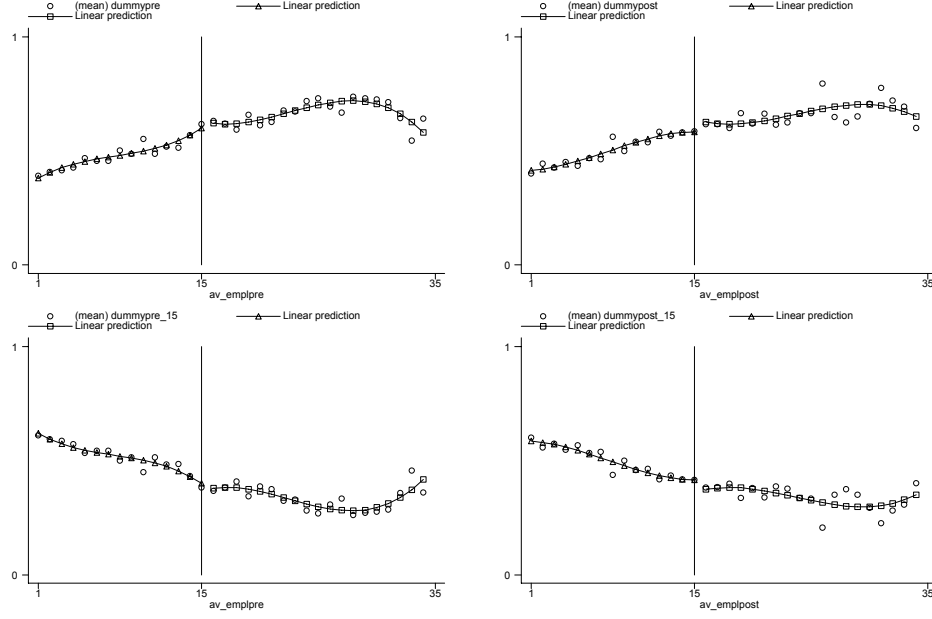 (mean) dummypre Linear prediction
Linear prediction
1
0
1 15 35
av_emplpre
(mean) dummypost Linear prediction
Linear prediction
1
0
1 15 35
av_emplpost
(mean) dummypre_15 Linear prediction
Linear prediction
1
0
1 15 35
av_emplpre
(mean) dummypost_15 Linear prediction
Linear prediction
1
0
1 15 35
av_emplpost